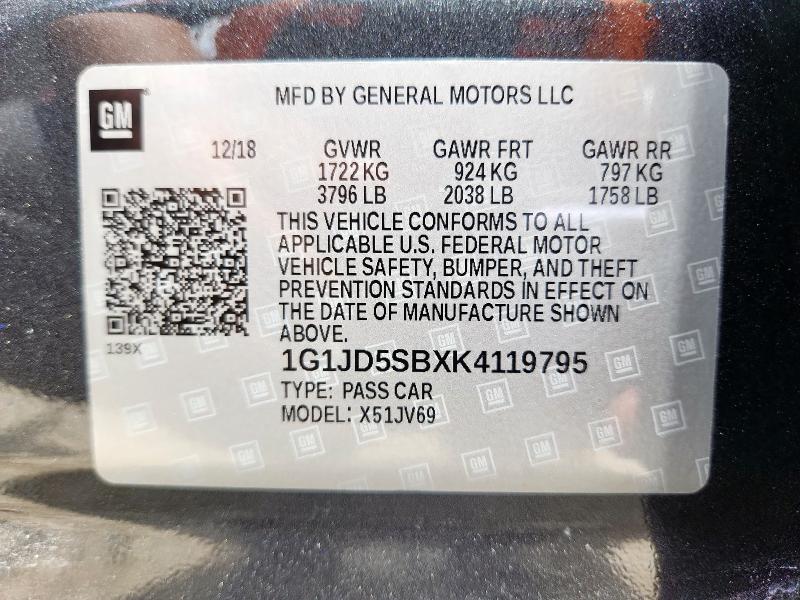 GM
MFD BY GENERAL MOTORS LLC
12/18 GVWR GAWR FRT GAWR RR
1722 KG 924 KG 797 KG
3796 LB 2038 LB 1758 LB
THIS VEHICLE CONFORMS TO ALL
APPLICABLE U.S. FEDERAL MOTOR
VEHICLE SAFETY, BUMPER, AND THEFT
PREVENTION STANDARDS IN EFFECT ON
THE DATE OF MANUFACTURE SHOWN
ABOVE.
139X
1G1JD5SBXK4119795
TYPE: PASS CAR
MODEL: X51JV69